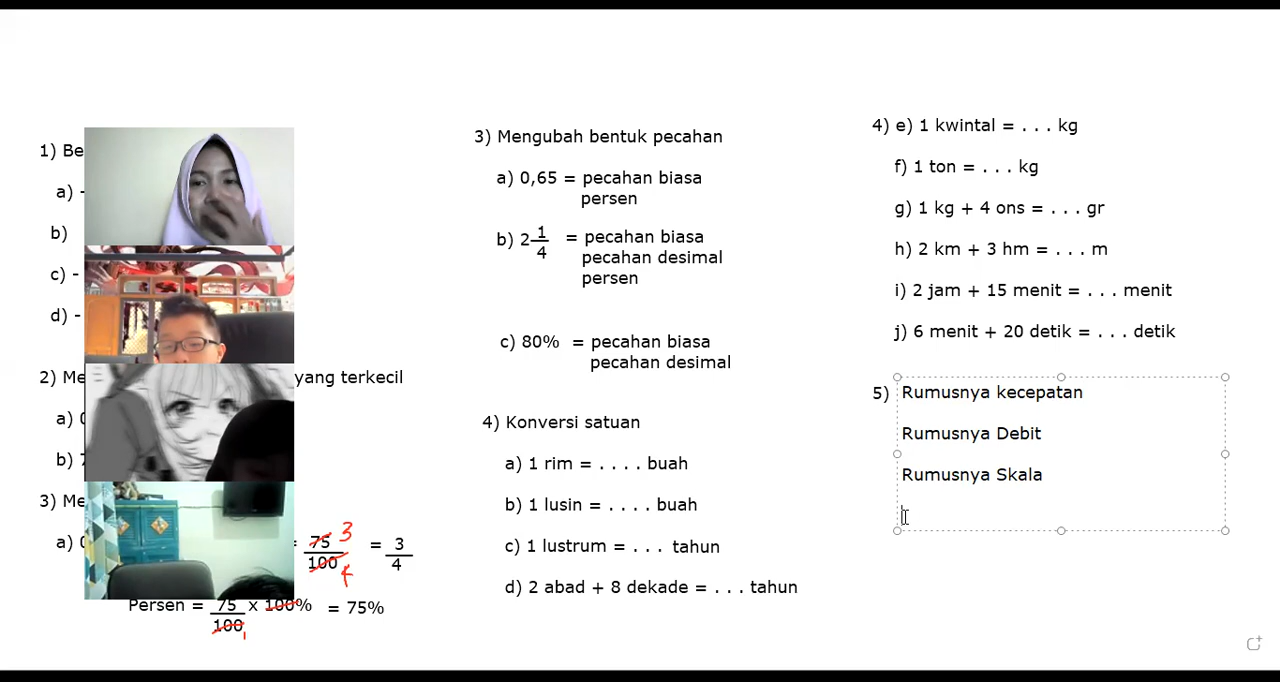 1) Be
a) -
b)
c) -
d) -
2) Me yang terkecil
a) 0
b) 7
3) Me
a) 0 = 75/100 3 4 = 3/4
Persen = 75/100 x 100% = 75%
1
3) Mengubah bentuk pecahan
a) 0,65 = pecahan biasa
persen
b) 2 1/4 = pecahan biasa
pecahan desimal
persen
c) 80% = pecahan biasa
pecahan desimal
4) Konversi satuan
a) 1 rim = . . . . buah
b) 1 lusin = . . . . buah
c) 1 lustrum = . . . tahun
d) 2 abad + 8 dekade = . . . tahun
4) e) 1 kwintal = . . . kg
f) 1 ton = . . . kg
g) 1 kg + 4 ons = . . . gr
h) 2 km + 3 hm = . . . m
i) 2 jam + 15 menit = . . . menit
j) 6 menit + 20 detik = . . . detik
5) Rumusnya kecepatan
Rumusnya Debit
Rumusnya Skala